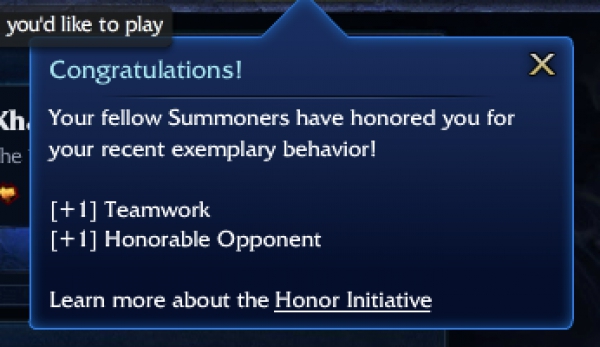 you'd like to play
Congratulations!
Your fellow Summoners have honored you for
your recent exemplary behavior!
[+1] Teamwork
[+1] Honorable Opponent
Learn more about the Honor Initiative